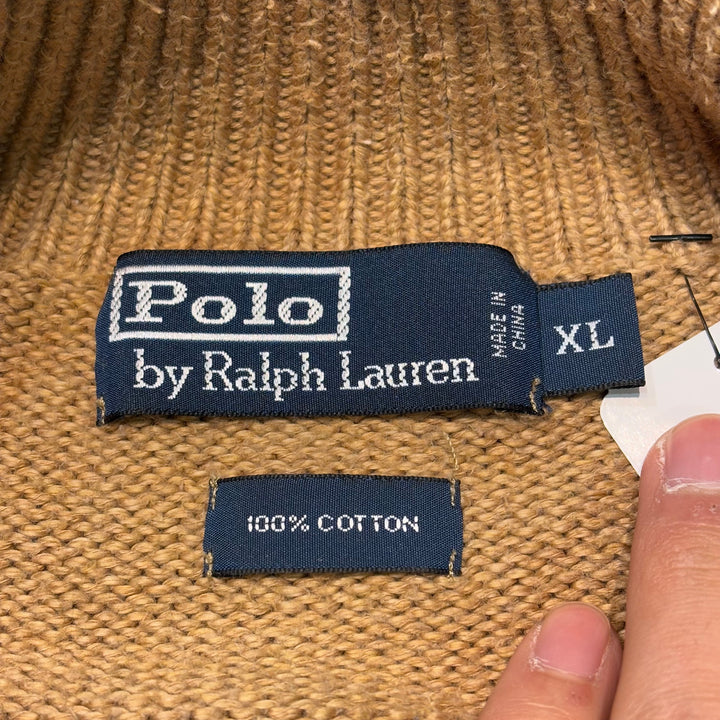 Polo
by Ralph Lauren
MADE IN
CHINA
XL
100% COTTON